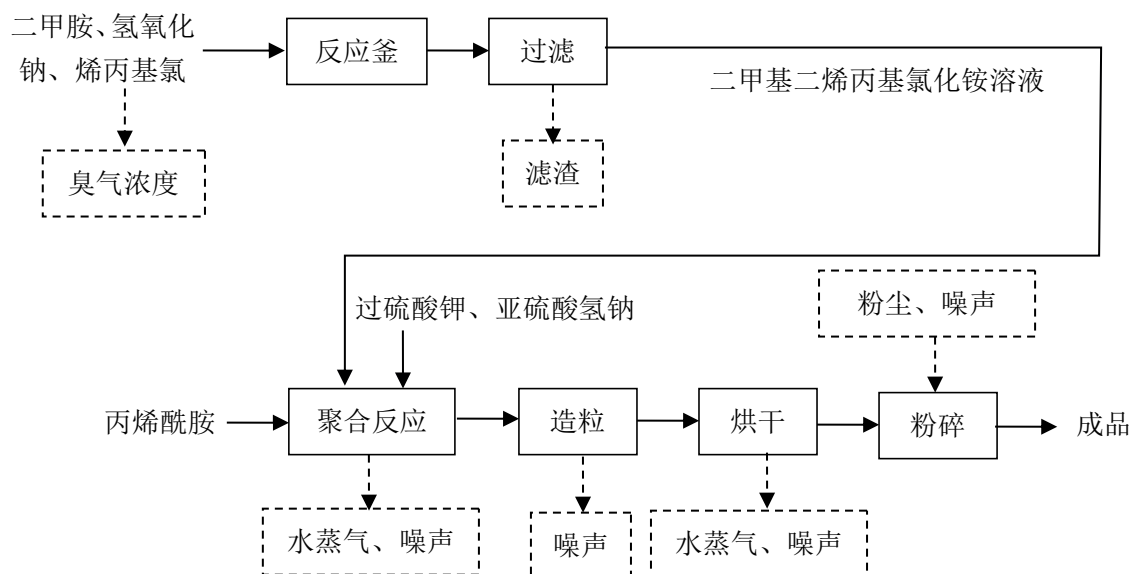 二甲胺、氢氧化
钠、烯丙基氯
反应釜
过滤
二甲基二烯丙基氯化铵溶液
臭气浓度
滤渣
过硫酸钾、亚硫酸氢钠
粉尘、噪声
丙烯酰胺
聚合反应
造粒
烘干
粉碎
成品
水蒸气、噪声
噪声
水蒸气、噪声